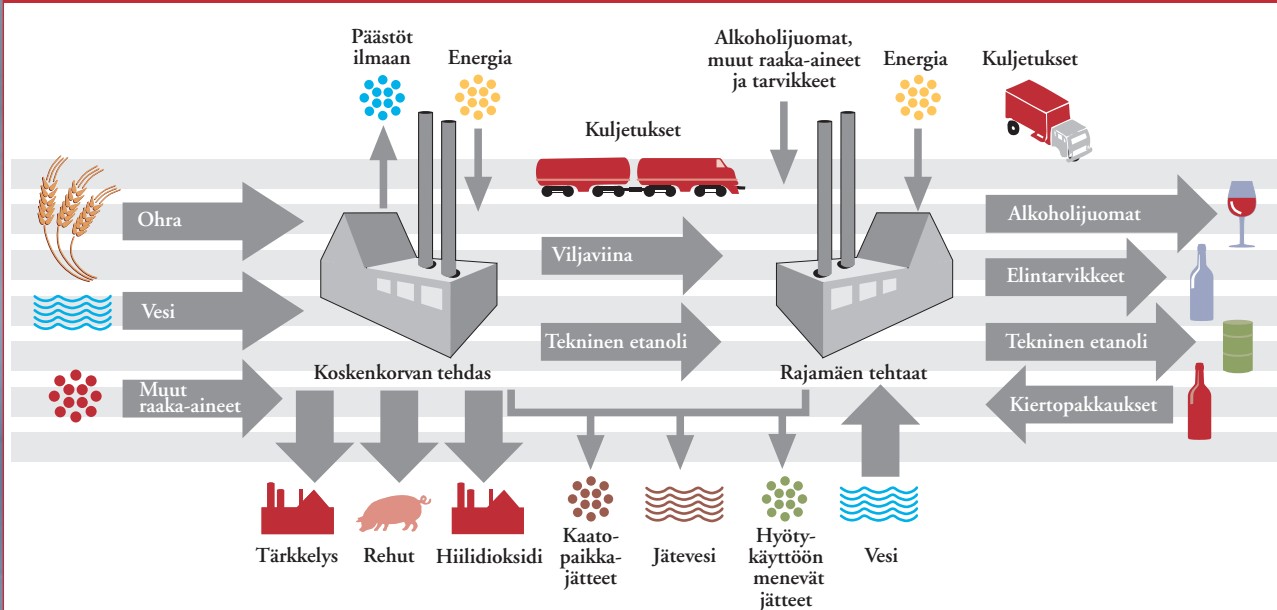 Päästöt
ilmaan
Energia
Kuljetukset
Alkoholijuomat,
muut raaka-aineet
ja tarvikkeet
Energia
Kuljetukset
Ohra
Vesi
Muut
raaka-aineet
Viljaviina
Tekninen etanoli
Alkoholijuomat
Elintarvikkeet
Tekninen etanoli
Kiertopakkaukset
Koskenkorvan tehdas
Rajamäen tehtaat
Tärkkelys
Rehut
Hiilidioksidi
Kaato-
paikka-
jätteet
Jätevesi
Hyöty-
käyttöön
menevät
jätteet
Vesi